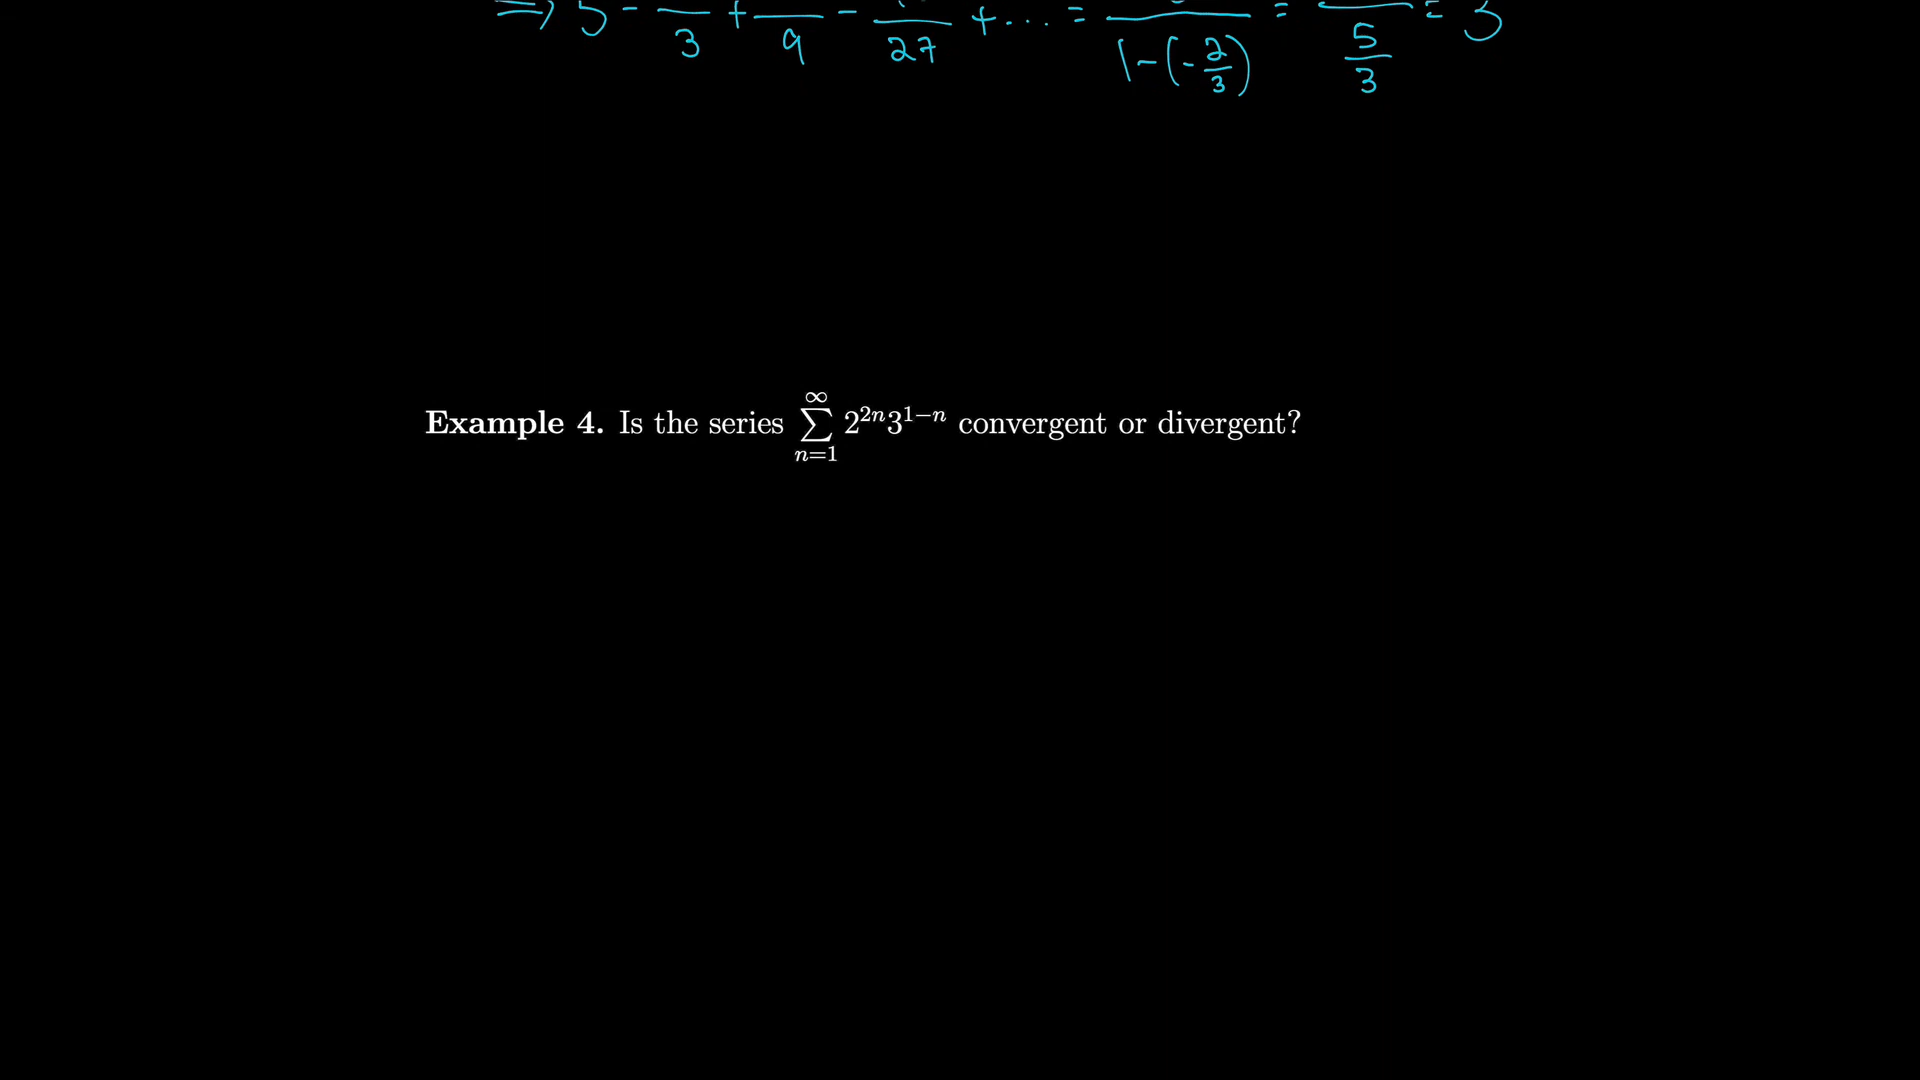 ⇒ 5 - /3 + /9 - /27 + ... = /1-(-2/3) = /(5/3) = 3
Example 4. Is the series ∑_{n=1}^{∞} 2^{2n}3^{1−n} convergent or divergent?